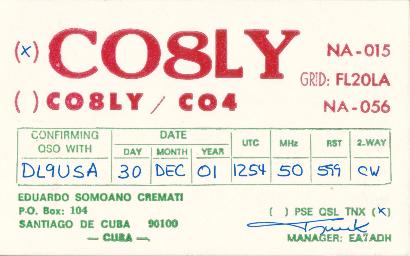 (x) CO8LY NA-015
GRID: FL20LA
( ) CO8LY / CO4 NA-056
CONFIRMING QSO WITH DATE UTC MHz RST 2-WAY
DAY MONTH YEAR
DL9USA 30 DEC 01 1254 50 599 CW
EDUARDO SOMOANO CREMATI
P.O. Box: 104 ( ) PSE QSL TNX (x)
SANTIAGO DE CUBA 90100
— CUBA — MANAGER: EA7ADH